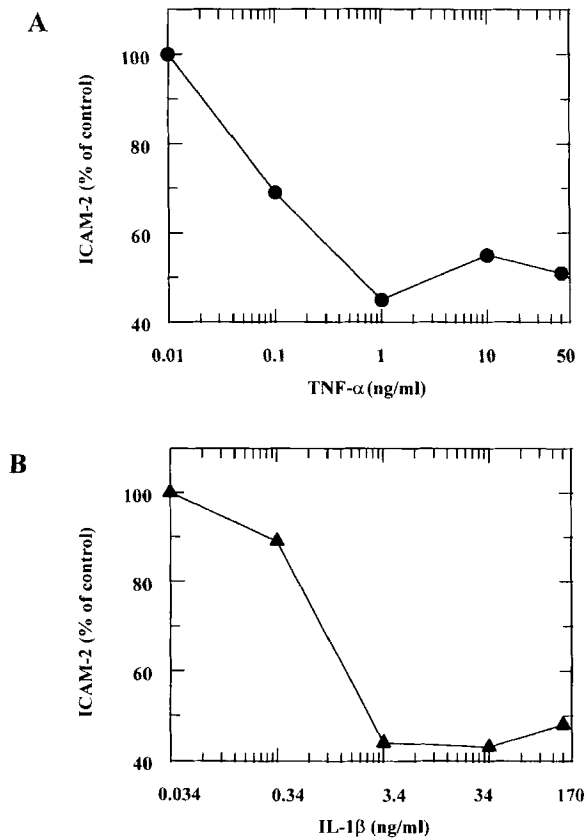 A
ICAM-2 (% of control)
100
80
60
40
0.01 0.1 1 10 50
TNF-α (ng/ml)
B
ICAM-2 (% of control)
100
80
60
40
0.034 0.34 3.4 34 170
IL-1β (ng/ml)